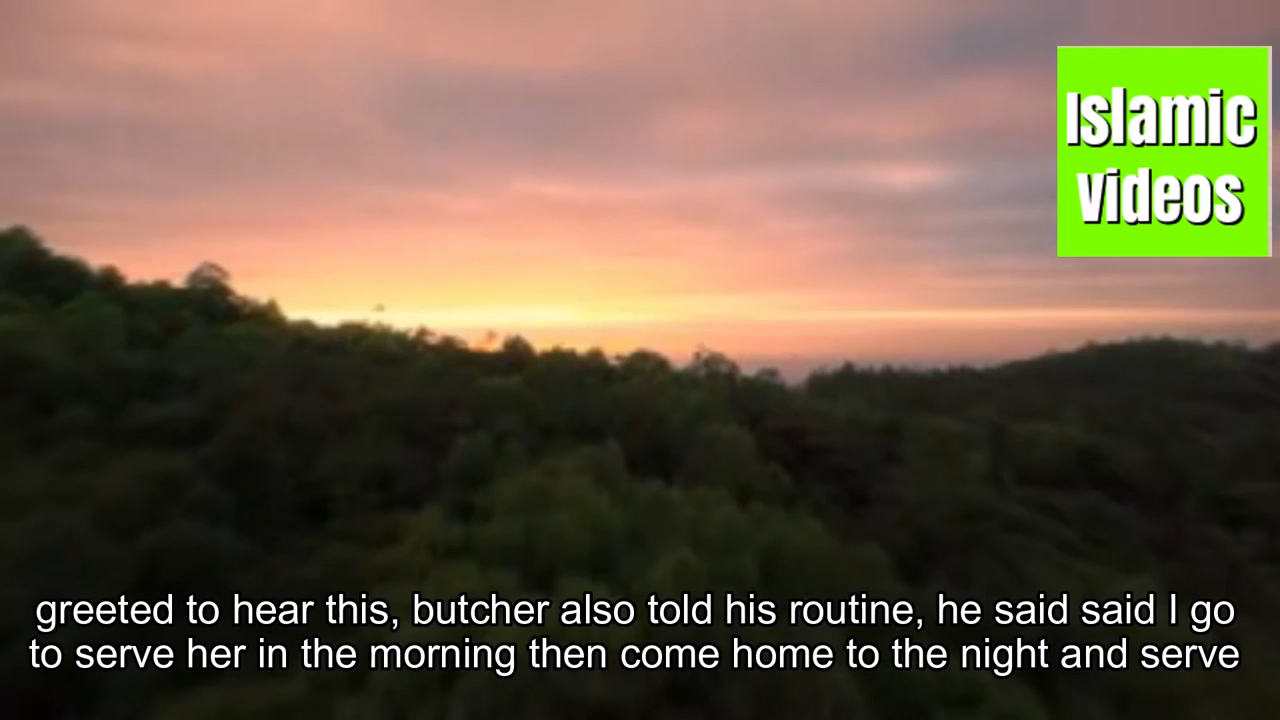 Islamic
Videos
greeted to hear this, butcher also told his routine, he said said I go
to serve her in the morning then come home to the night and serve